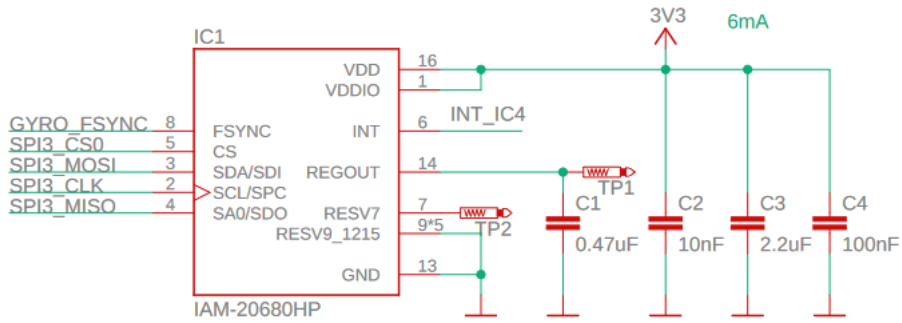 3V3
6mA
IC1
VDD 16
VDDIO 1
GYRO_FSYNC 8 FSYNC INT 6 INT_IC4
SPI3_CS0 5 CS
SPI3_MOSI 3 SDA/SDI REGOUT 14
SPI3_CLK 2 SCL/SPC TP1
SPI3_MISO 4 SA0/SDO RESV7 7 C1 C2 C3 C4
TP2
RESV9_1215 9*5 0.47uF 10nF 2.2uF 100nF
GND 13
IAM-20680HP